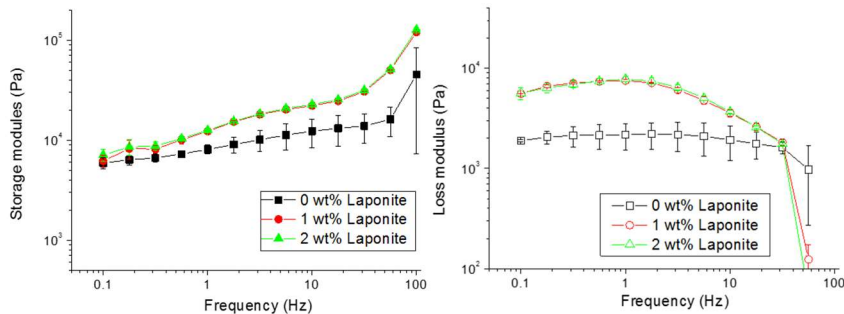 Storage modules (Pa)
10^5
10^4
10^3
0 wt% Laponite
1 wt% Laponite
2 wt% Laponite
0.1 1 10 100
Frequency (Hz)
Loss modulus (Pa)
10^5
10^4
10^3
10^2
0 wt% Laponite
1 wt% Laponite
2 wt% Laponite
0.1 1 10 100
Frequency (Hz)